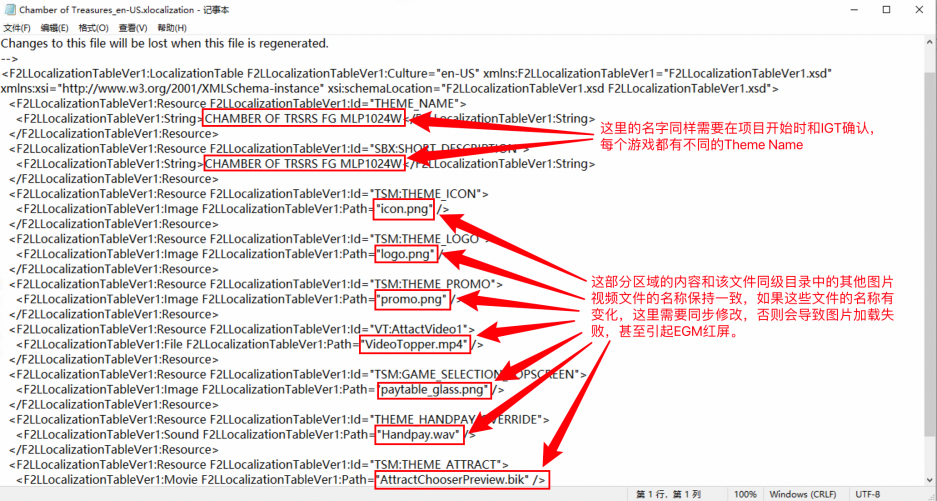 Chamber of Treasures_en-US.xlocalization - 记事本
文件(F) 编辑(E) 格式(O) 查看(V) 帮助(H)
Changes to this file will be lost when this file is regenerated.
-->
<F2LLocalizationTableVer1:LocalizationTable F2LLocalizationTableVer1:Culture="en-US" xmlns:F2LLocalizationTableVer1="F2LLocalizationTableVer1.xsd"
xmlns:xsi="http://www.w3.org/2001/XMLSchema-instance" xsi:schemaLocation="F2LLocalizationTableVer1.xsd F2LLocalizationTableVer1.xsd">
<F2LLocalizationTableVer1:Resource F2LLocalizationTableVer1:Id="THEME_NAME">
<F2LLocalizationTableVer1:String>CHAMBER OF TRSRS FG MLP1024W</F2LLocalizationTableVer1:String>
</F2LLocalizationTableVer1:Resource>
<F2LLocalizationTableVer1:Resource F2LLocalizationTableVer1:Id="SBX:SHORT_DESCRIPTION">
<F2LLocalizationTableVer1:String>CHAMBER OF TRSRS FG MLP1024W</F2LLocalizationTableVer1:String>
</F2LLocalizationTableVer1:Resource>
这里的名字同样需要在项目开始时和IGT确认，
每个游戏都有不同的Theme Name
<F2LLocalizationTableVer1:Resource F2LLocalizationTableVer1:Id="TSM:THEME_ICON">
<F2LLocalizationTableVer1:Image F2LLocalizationTableVer1:Path="icon.png" />
</F2LLocalizationTableVer1:Resource>
<F2LLocalizationTableVer1:Resource F2LLocalizationTableVer1:Id="TSM:THEME_LOGO">
<F2LLocalizationTableVer1:Image F2LLocalizationTableVer1:Path="logo.png" />
</F2LLocalizationTableVer1:Resource>
<F2LLocalizationTableVer1:Resource F2LLocalizationTableVer1:Id="TSM:THEME_PROMO">
<F2LLocalizationTableVer1:Image F2LLocalizationTableVer1:Path="promo.png" />
</F2LLocalizationTableVer1:Resource>
<F2LLocalizationTableVer1:Resource F2LLocalizationTableVer1:Id="VT:AttactVideo1">
<F2LLocalizationTableVer1:File F2LLocalizationTableVer1:Path="VideoTopper.mp4" />
</F2LLocalizationTableVer1:Resource>
<F2LLocalizationTableVer1:Resource F2LLocalizationTableVer1:Id="TSM:GAME_SELECTION_TOPSCREEN">
<F2LLocalizationTableVer1:Image F2LLocalizationTableVer1:Path="paytable_glass.png" />
</F2LLocalizationTableVer1:Resource>
<F2LLocalizationTableVer1:Resource F2LLocalizationTableVer1:Id="THEME_HANDPAY_OVERRIDE">
<F2LLocalizationTableVer1:Sound F2LLocalizationTableVer1:Path="Handpay.wav" />
</F2LLocalizationTableVer1:Resource>
<F2LLocalizationTableVer1:Resource F2LLocalizationTableVer1:Id="TSM:THEME_ATTRACT">
<F2LLocalizationTableVer1:Movie F2LLocalizationTableVer1:Path="AttractChooserPreview.bik" />
这部分区域的内容和该文件同级目录中的其他图片
视频文件的名称保持一致，如果这些文件的名称有
变化，这里需要同步修改，否则会导致图片加载失
败，甚至引起EGM红屏。
第 1 行，第 1 列 100% Windows (CRLF) UTF-8